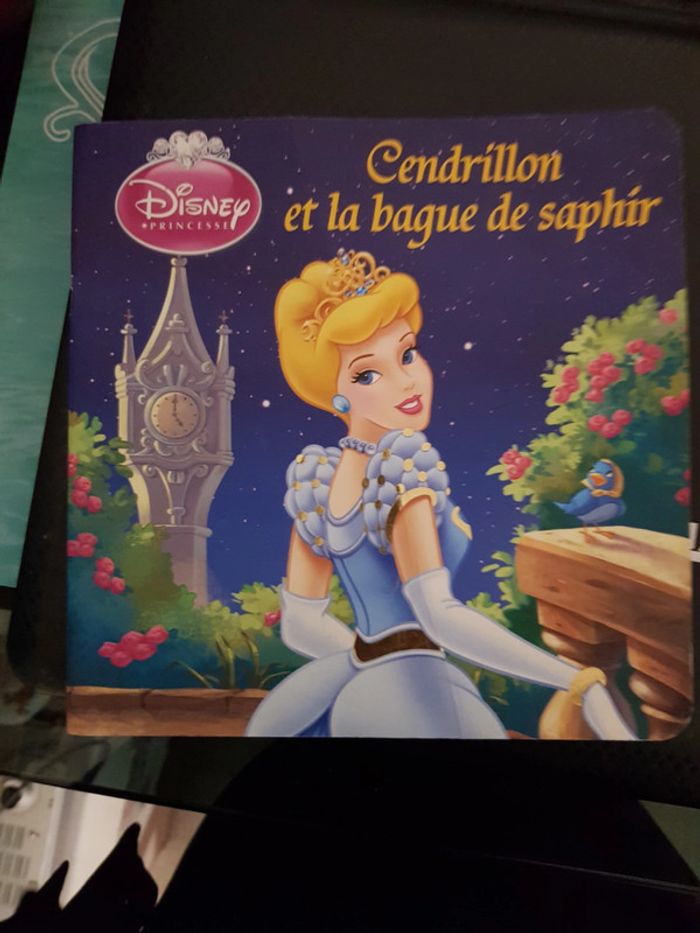 Disney
PRINCESSE
Cendrillon
et la bague de saphir